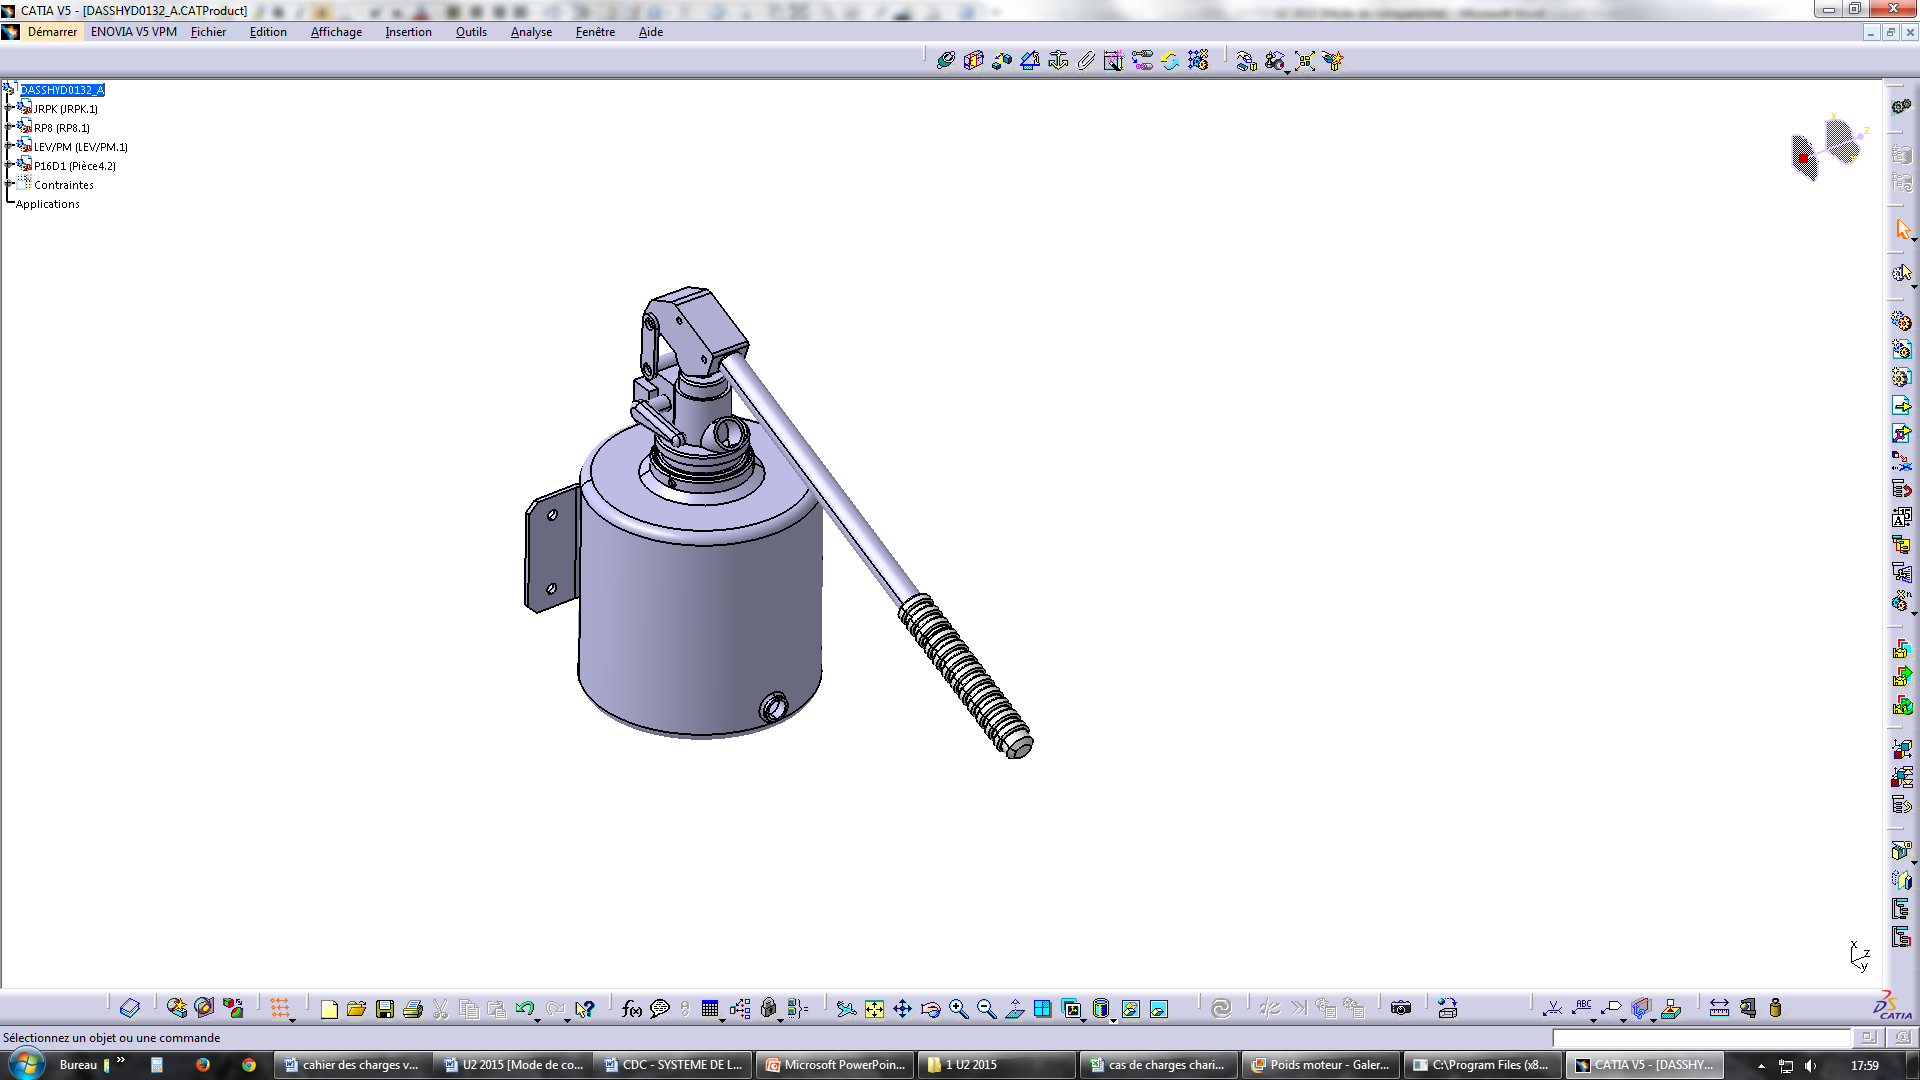 CATIA V5 - [DASSHYD0132_A.CATProduct]
Démarrer ENOVIA V5 VPM Fichier Edition Affichage Insertion Outils Analyse Fenêtre Aide
DASSHYD0132_A
JRPK (JRPK.1)
RP8 (RP8.1)
LEV/PM (LEV/PM.1)
P16D1 (Pièce4.2)
Contraintes
Applications
z
x
z
y
f(x)
ABC
CATIA
Sélectionnez un objet ou une commande
Bureau » cahier des charges v... U2 2015 [Mode de co... CDC - SYSTEME DE L... Microsoft PowerPoin... 1 U2 2015 cas de charges chari... Poids moteur - Galer... C:\Program Files (x8... CATIA V5 - [DASSHY... 17:59